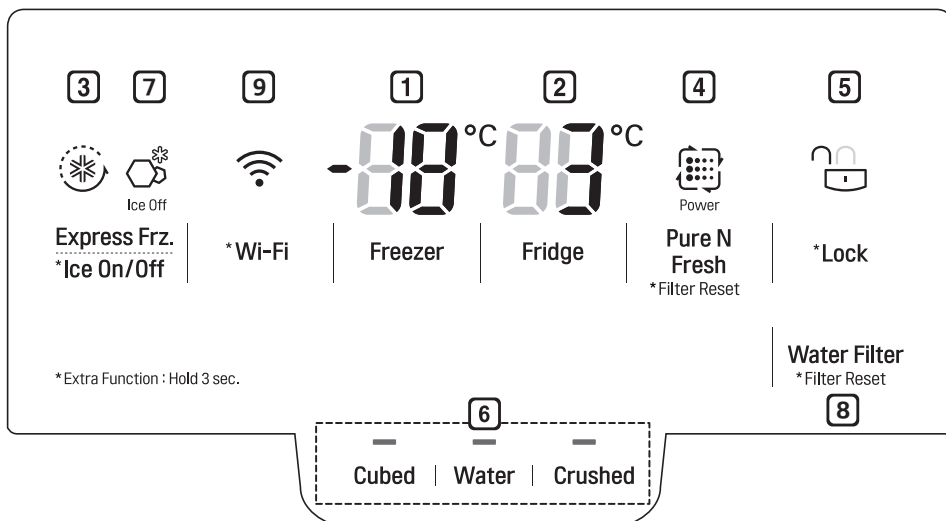 3 7 9 1 2 4 5
-18 °C 3 °C
Ice Off Power
Express Frz.
*Ice On/Off
*Wi-Fi
Freezer
Fridge
Pure N
Fresh
*Filter Reset
*Lock
Water Filter
*Filter Reset
8
*Extra Function : Hold 3 sec.
6
Cubed | Water | Crushed